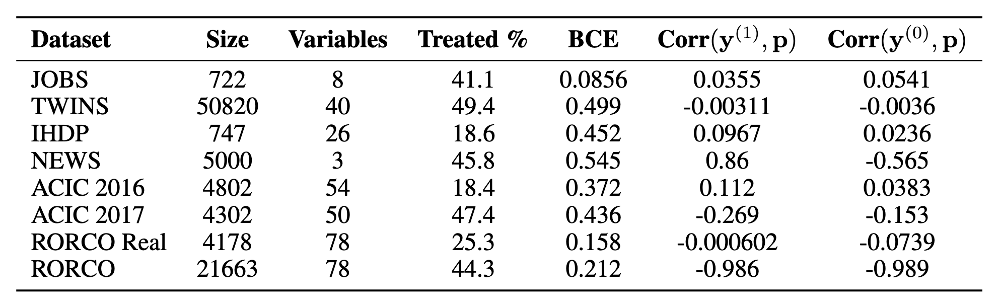 Dataset Size Variables Treated % BCE Corr(y⁽¹⁾, p) Corr(y⁽⁰⁾, p)
JOBS 722 8 41.1 0.0856 0.0355 0.0541
TWINS 50820 40 49.4 0.499 -0.00311 -0.0036
IHDP 747 26 18.6 0.452 0.0967 0.0236
NEWS 5000 3 45.8 0.545 0.86 -0.565
ACIC 2016 4802 54 18.4 0.372 0.112 0.0383
ACIC 2017 4302 50 47.4 0.436 -0.269 -0.153
RORCO Real 4178 78 25.3 0.158 -0.000602 -0.0739
RORCO 21663 78 44.3 0.212 -0.986 -0.989